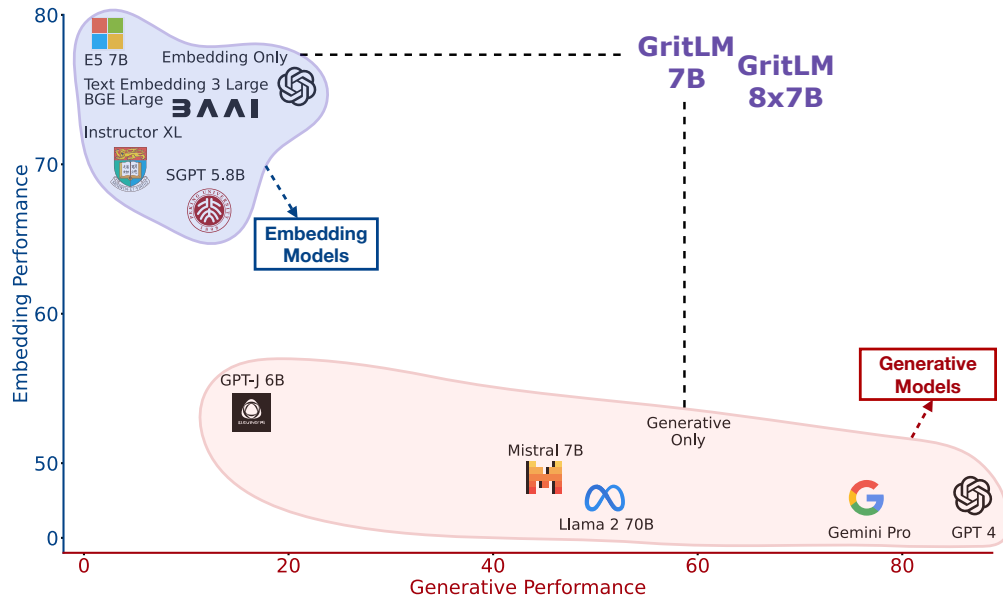 80
70
60
50
0
Embedding Performance
E5 7B
Embedding Only
Text Embedding 3 Large
BGE Large
BAAI
Instructor XL
SGPT 5.8B
Embedding
Models
GritLM
7B
GritLM
8x7B
Generative
Models
GPT-J 6B
Generative
Only
Mistral 7B
Llama 2 70B
Gemini Pro
GPT 4
0
20
40
60
80
Generative Performance